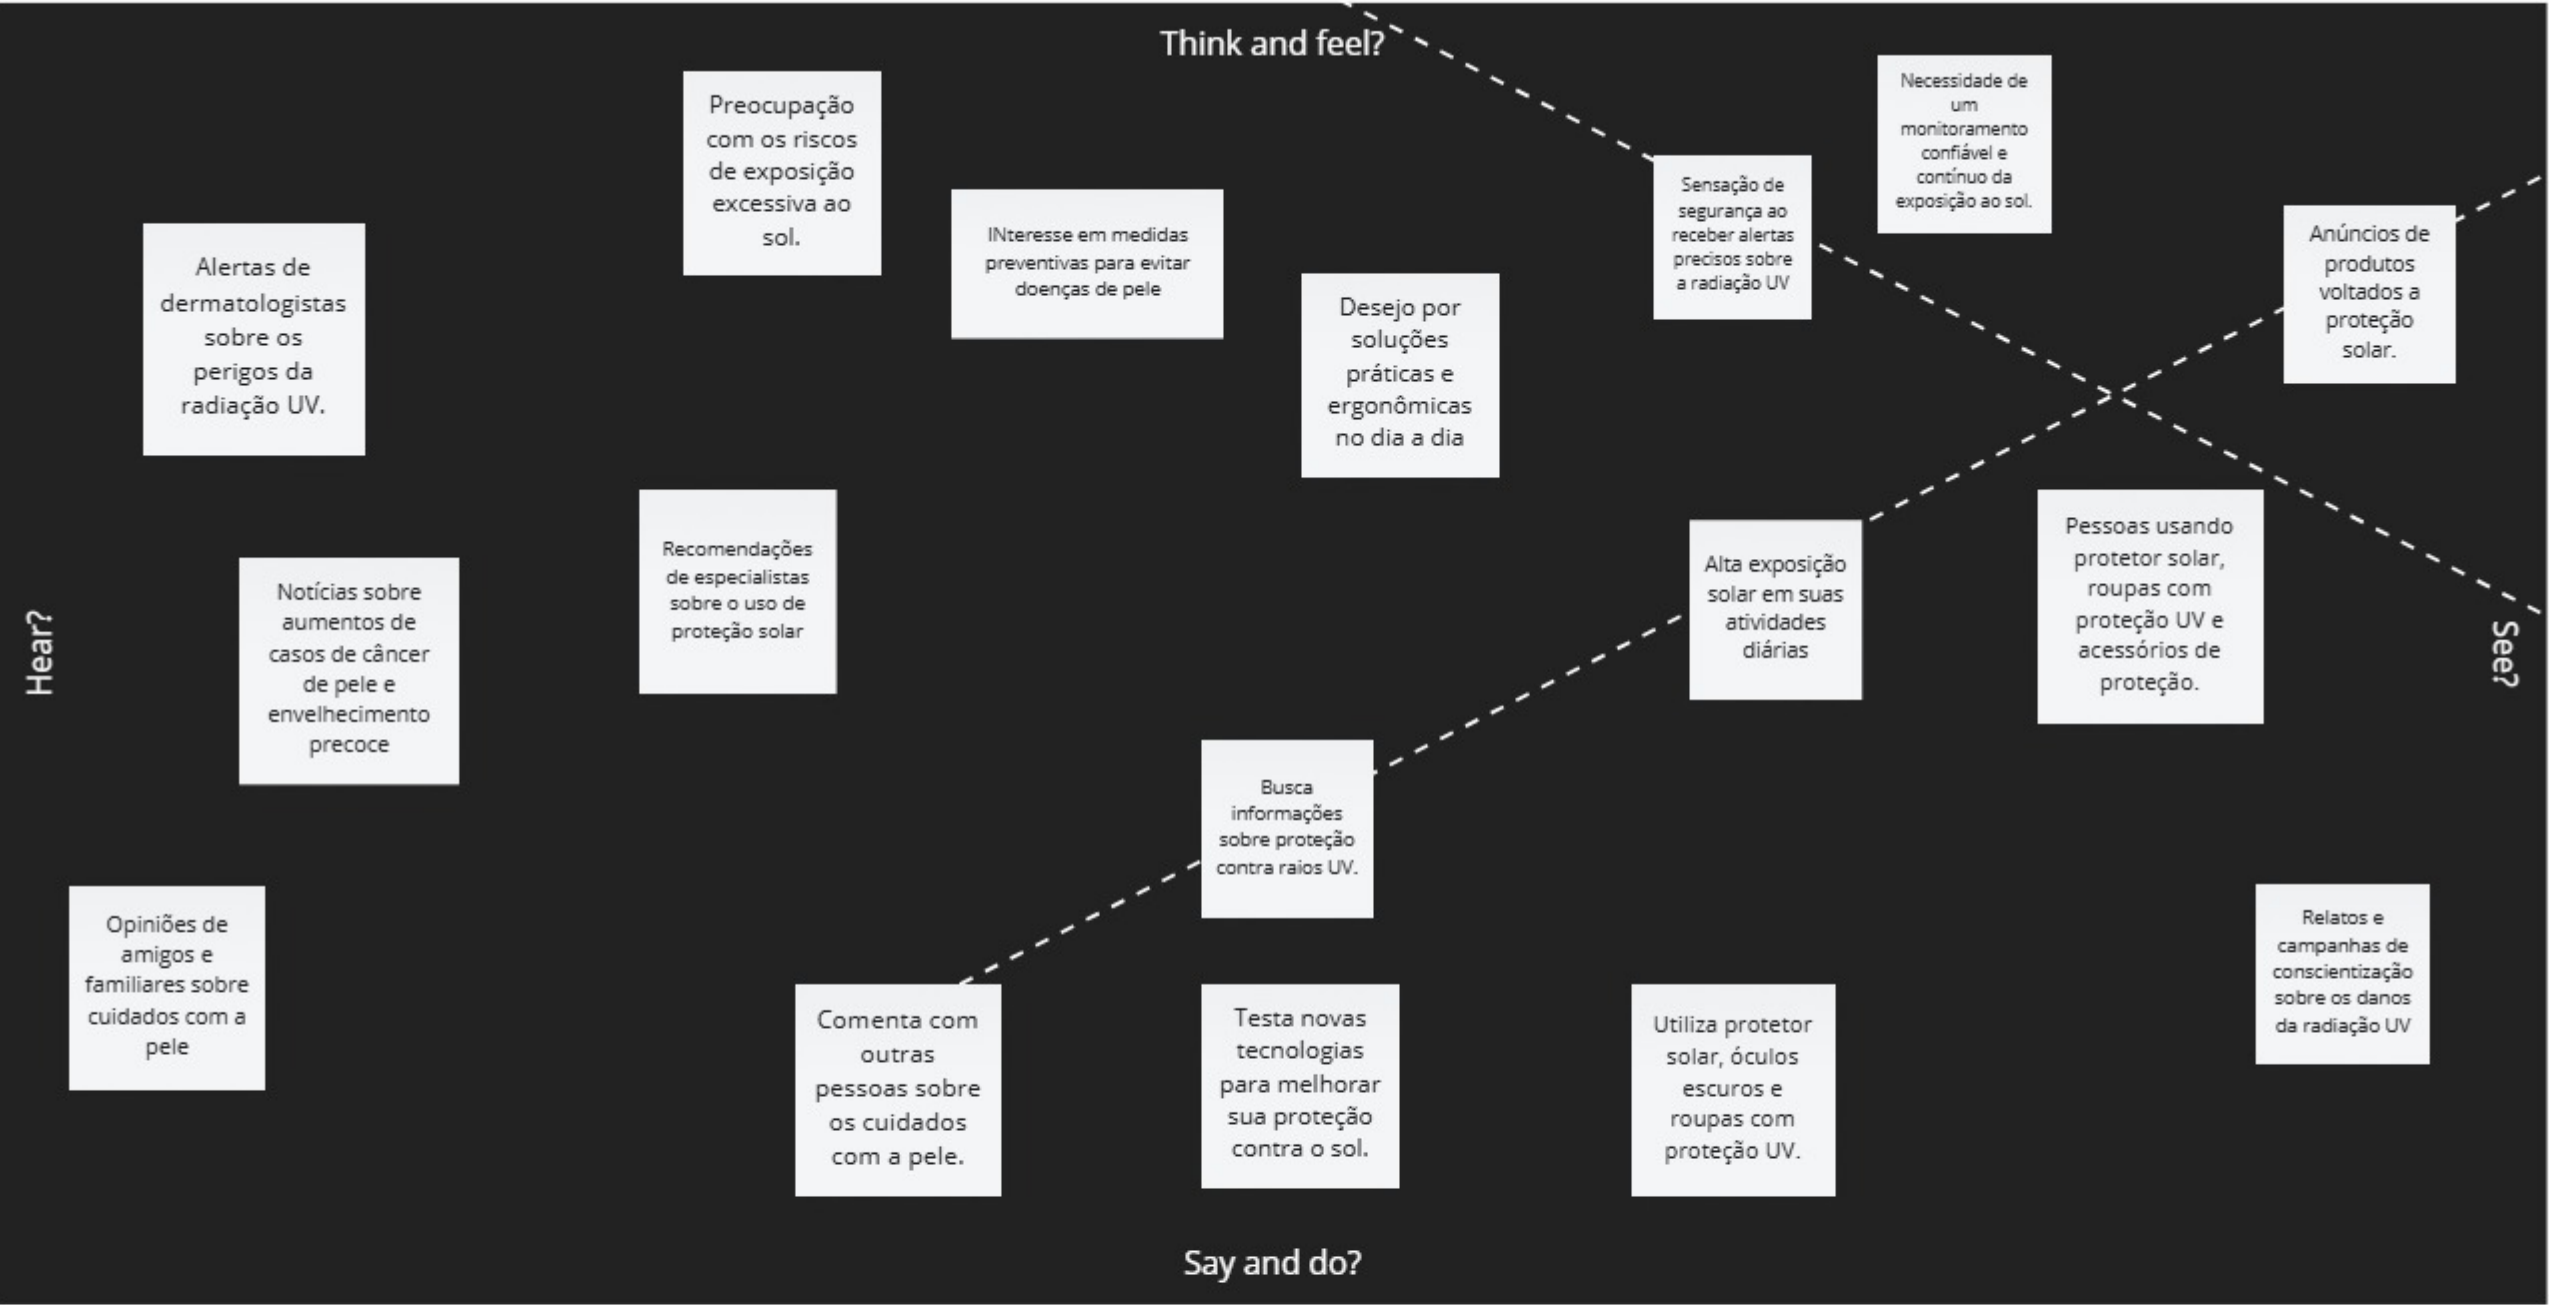 Think and feel?
Necessidade de
um
monitoramento
confiável e
contínuo da
exposição ao sol.
Preocupação
com os riscos
de exposição
excessiva ao
sol.
Sensação de
segurança ao
receber alertas
precisos sobre
a radiação UV
INteresse em medidas
preventivas para evitar
doenças de pele
Anúncios de
produtos
voltados a
proteção
solar.
Alertas de
dermatologistas
sobre os
perigos da
radiação UV.
Desejo por
soluções
práticas e
ergonômicas
no dia a dia
Recomendações
de especialistas
sobre o uso de
proteção solar
Alta exposição
solar em suas
atividades
diárias
Pessoas usando
protetor solar,
roupas com
proteção UV e
acessórios de
proteção.
Hear?
Notícias sobre
aumentos de
casos de câncer
de pele e
envelhecimento
precoce
See?
Busca
informações
sobre proteção
contra raios UV.
Opiniões de
amigos e
familiares sobre
cuidados com a
pele
Relatos e
campanhas de
conscientização
sobre os danos
da radiação UV
Comenta com
outras
pessoas sobre
os cuidados
com a pele.
Testa novas
tecnologias
para melhorar
sua proteção
contra o sol.
Utiliza protetor
solar, óculos
escuros e
roupas com
proteção UV.
Say and do?